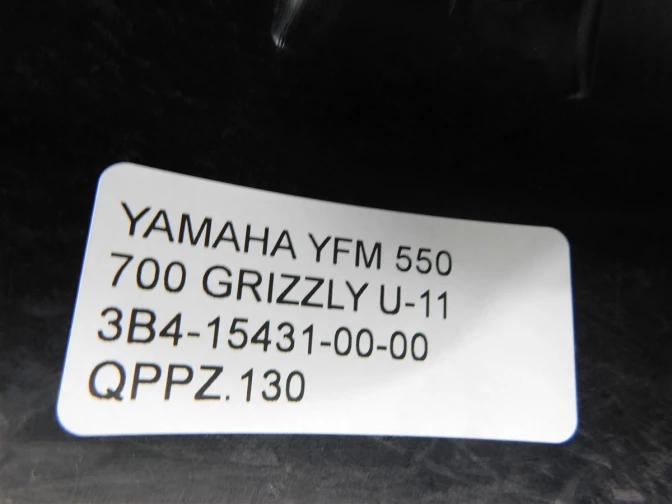 YAMAHA YFM 550
700 GRIZZLY U-11
3B4-15431-00-00
QPPZ.130